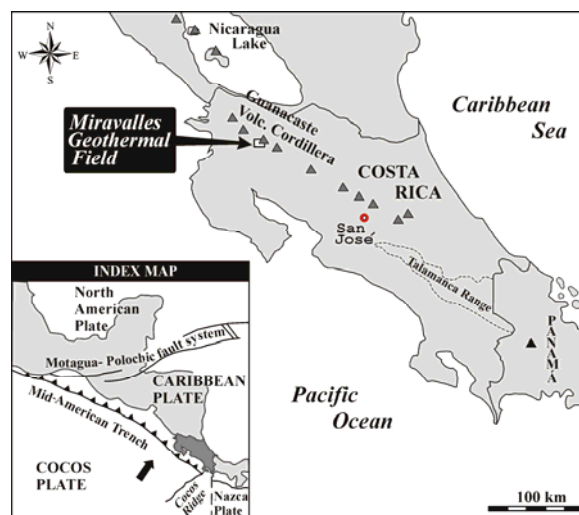 N
W E
S
Nicaragua
Lake
Caribbean
Sea
Miravalles
Geothermal
Field
Guanacaste
Volc. Cordillera
COSTA
RICA
San
José
Talamanca Range
PANAMÁ
Pacific
Ocean
100 km
INDEX MAP
North
American
Plate
Motagua- Polochic fault system
CARIBBEAN
PLATE
Mid-American Trench
COCOS
PLATE
Cocos
Ridge
Nazca
Plate